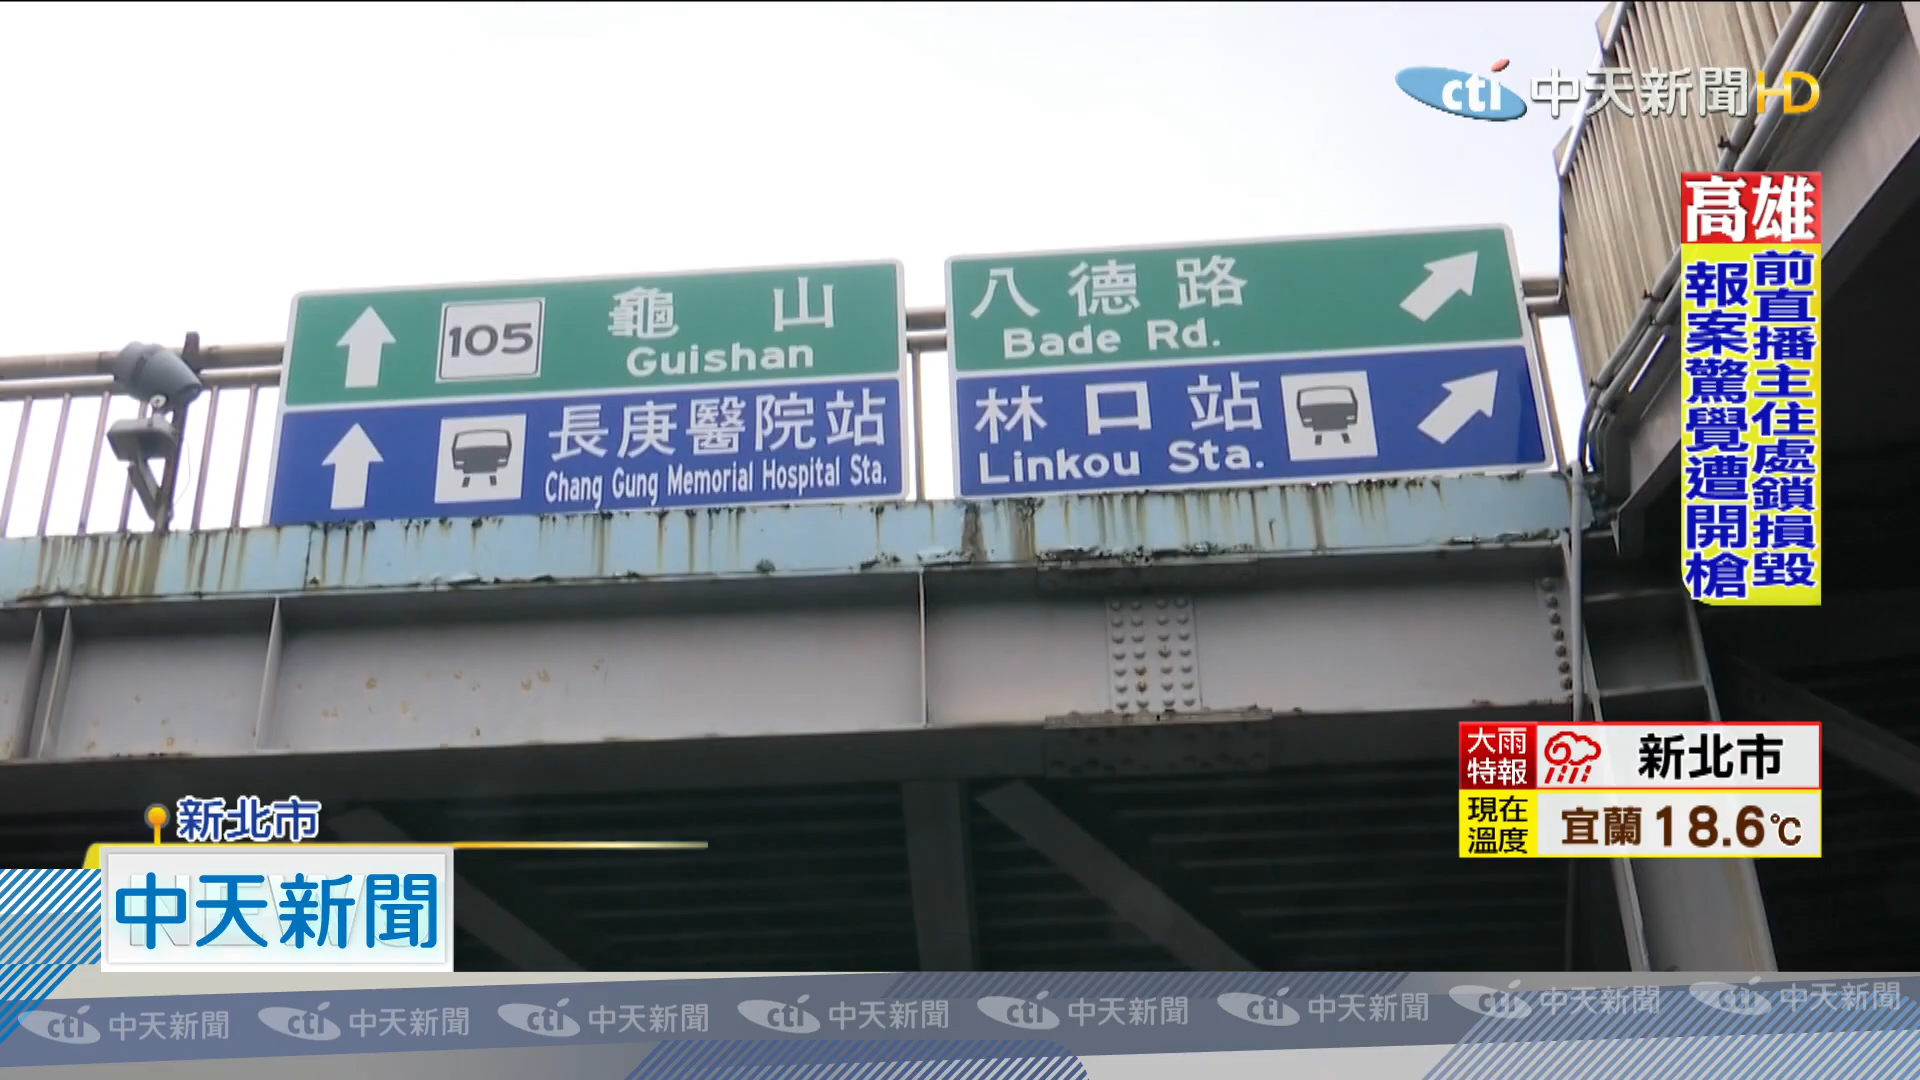 cti 中天新聞HD
高雄
前直播主住處鎖損毀
報案驚覺遭開槍
105 龜山
Guishan
長庚醫院站
Chang Gung Memorial Hospital Sta.
八德路
Bade Rd.
林口站
Linkou Sta.
大雨特報 新北市
現在溫度 宜蘭18.6℃
新北市
中天新聞
NEWS
cti 中天新聞 cti 中天新聞 cti 中天新聞 cti 中天新聞 cti 中天新聞 cti 中天新聞 cti 中天新聞 cti 中天新聞